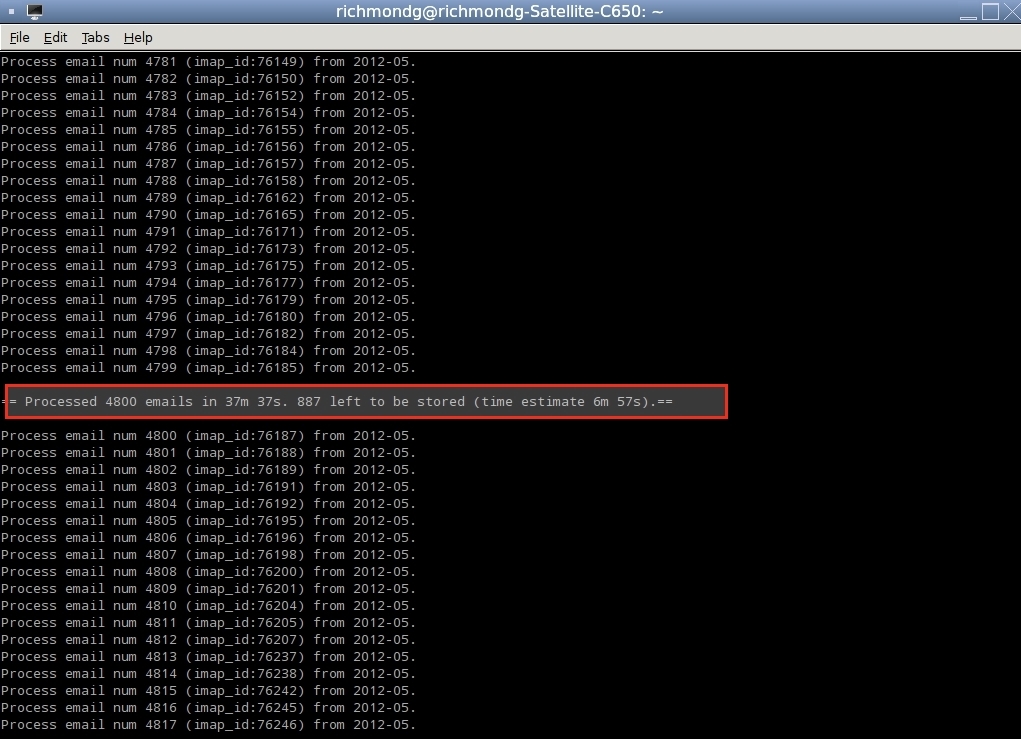 richmondg@richmondg-Satellite-C650: ~
File Edit Tabs Help
Process email num 4781 (imap_id:76149) from 2012-05.
Process email num 4782 (imap_id:76150) from 2012-05.
Process email num 4783 (imap_id:76152) from 2012-05.
Process email num 4784 (imap_id:76154) from 2012-05.
Process email num 4785 (imap_id:76155) from 2012-05.
Process email num 4786 (imap_id:76156) from 2012-05.
Process email num 4787 (imap_id:76157) from 2012-05.
Process email num 4788 (imap_id:76158) from 2012-05.
Process email num 4789 (imap_id:76162) from 2012-05.
Process email num 4790 (imap_id:76165) from 2012-05.
Process email num 4791 (imap_id:76171) from 2012-05.
Process email num 4792 (imap_id:76173) from 2012-05.
Process email num 4793 (imap_id:76175) from 2012-05.
Process email num 4794 (imap_id:76177) from 2012-05.
Process email num 4795 (imap_id:76179) from 2012-05.
Process email num 4796 (imap_id:76180) from 2012-05.
Process email num 4797 (imap_id:76182) from 2012-05.
Process email num 4798 (imap_id:76184) from 2012-05.
Process email num 4799 (imap_id:76185) from 2012-05.
== Processed 4800 emails in 37m 37s. 887 left to be stored (time estimate 6m 57s).==
Process email num 4800 (imap_id:76187) from 2012-05.
Process email num 4801 (imap_id:76188) from 2012-05.
Process email num 4802 (imap_id:76189) from 2012-05.
Process email num 4803 (imap_id:76191) from 2012-05.
Process email num 4804 (imap_id:76192) from 2012-05.
Process email num 4805 (imap_id:76195) from 2012-05.
Process email num 4806 (imap_id:76196) from 2012-05.
Process email num 4807 (imap_id:76198) from 2012-05.
Process email num 4808 (imap_id:76200) from 2012-05.
Process email num 4809 (imap_id:76201) from 2012-05.
Process email num 4810 (imap_id:76204) from 2012-05.
Process email num 4811 (imap_id:76205) from 2012-05.
Process email num 4812 (imap_id:76207) from 2012-05.
Process email num 4813 (imap_id:76237) from 2012-05.
Process email num 4814 (imap_id:76238) from 2012-05.
Process email num 4815 (imap_id:76242) from 2012-05.
Process email num 4816 (imap_id:76245) from 2012-05.
Process email num 4817 (imap_id:76246) from 2012-05.